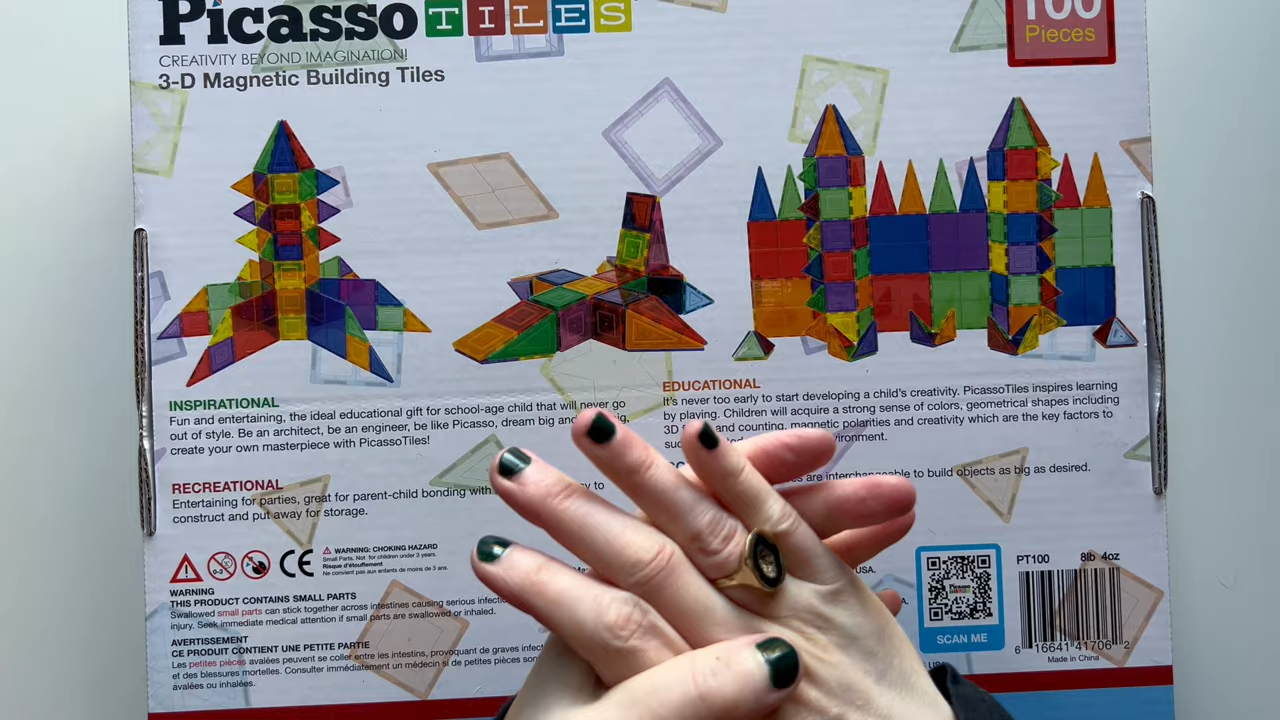 Picasso TILES
100
Pieces
CREATIVITY BEYOND IMAGINATION!
3-D Magnetic Building Tiles
INSPIRATIONAL
Fun and entertaining, the ideal educational gift for school-age child that will never go
out of style. Be an architect, be an engineer, be like Picasso, dream big and big,
create your own masterpiece with PicassoTiles!
EDUCATIONAL
It's never too early to start developing a child's creativity. PicassoTiles inspires learning
by playing. Children will acquire a strong sense of colors, geometrical shapes including
3D and counting, magnetic polarities and creativity which are the key factors to
RECREATIONAL
Entertaining for parties, great for parent-child bonding with to
construct and put away for storage.
are interchangeable to build objects as big as desired.
0-3
CE
WARNING: CHOKING HAZARD
Small Parts. Not for children under 3 years.
Risque d'étouffement
Ne convient pas aux enfants de moins de 3 ans.
WARNING
THIS PRODUCT CONTAINS SMALL PARTS
Swallowed small parts can stick together across intestines causing serious
injury. Seek immediate medical attention if small parts are swallowed or inhaled.
AVERTISSEMENT
CE PRODUIT CONTIENT UNE PETITE PARTIE
Les petites pièces avalées peuvent se coller entre les intestins, provoquant de graves
et des blessures mortelles. Consulter immédiatement un médecin si de petites pièces
avalées ou inhalées.
USA.
SCAN ME
PT100 8lb 4oz
6 16641 41706 2
Made in China